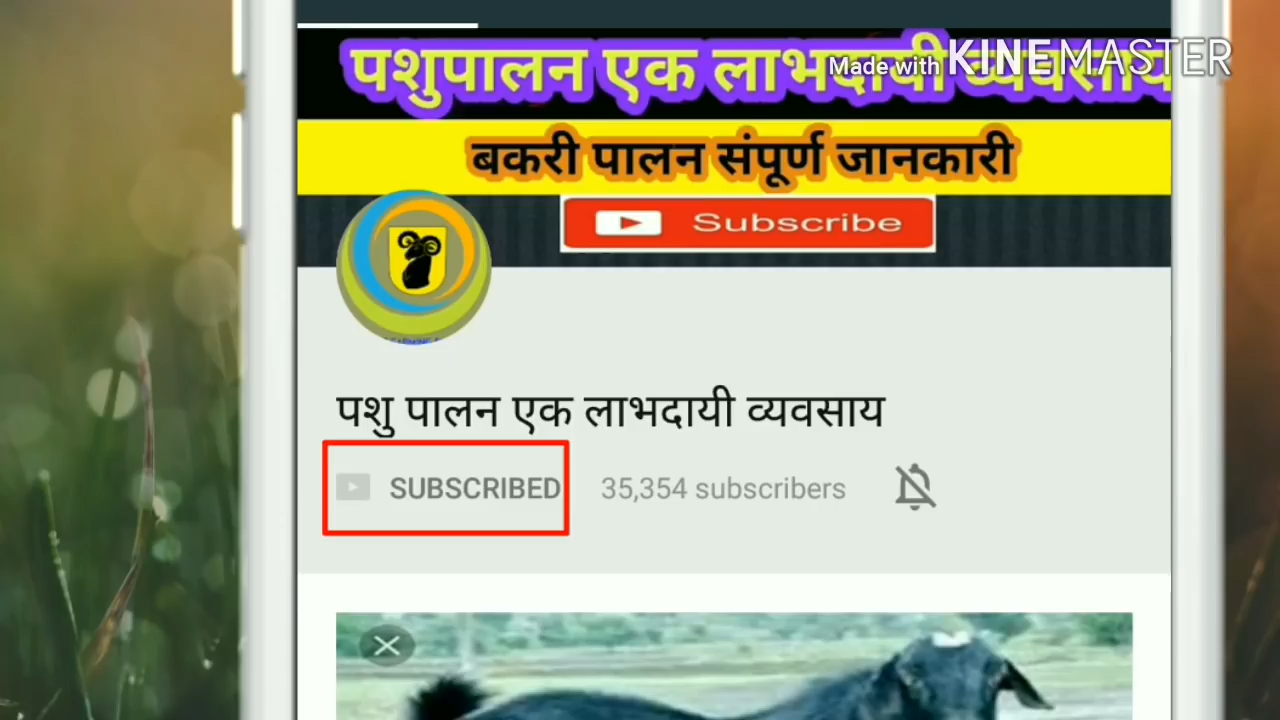 पशुपालन एक लाभदायी व्यवसाय
Made with KINEMASTER
बकरी पालन संपूर्ण जानकारी
Subscribe
पशु पालन एक लाभदायी व्यवसाय
SUBSCRIBED 35,354 subscribers